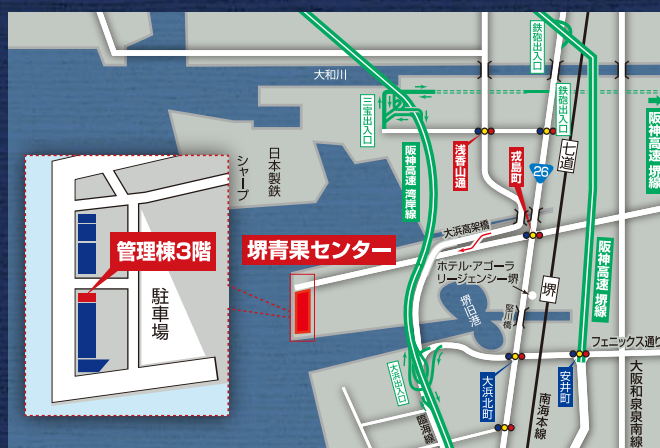 大和川
鉄砲出入口
三宝出入口
鉄砲出入口
阪神高速 堺線
浅香山通
七道
戎島町
26
阪神高速 湾岸線
日本製鉄
シャープ
大浜高架橋
管理棟3階
堺青果センター
阪神高速 堺線
ホテル・アゴーラ
リージェンシー堺
堺
駐車場
堺旧港
竪川橋
フェニックス通り
大浜出入口
大浜北町
安井町
大阪和泉泉南線
南海本線
臨海線